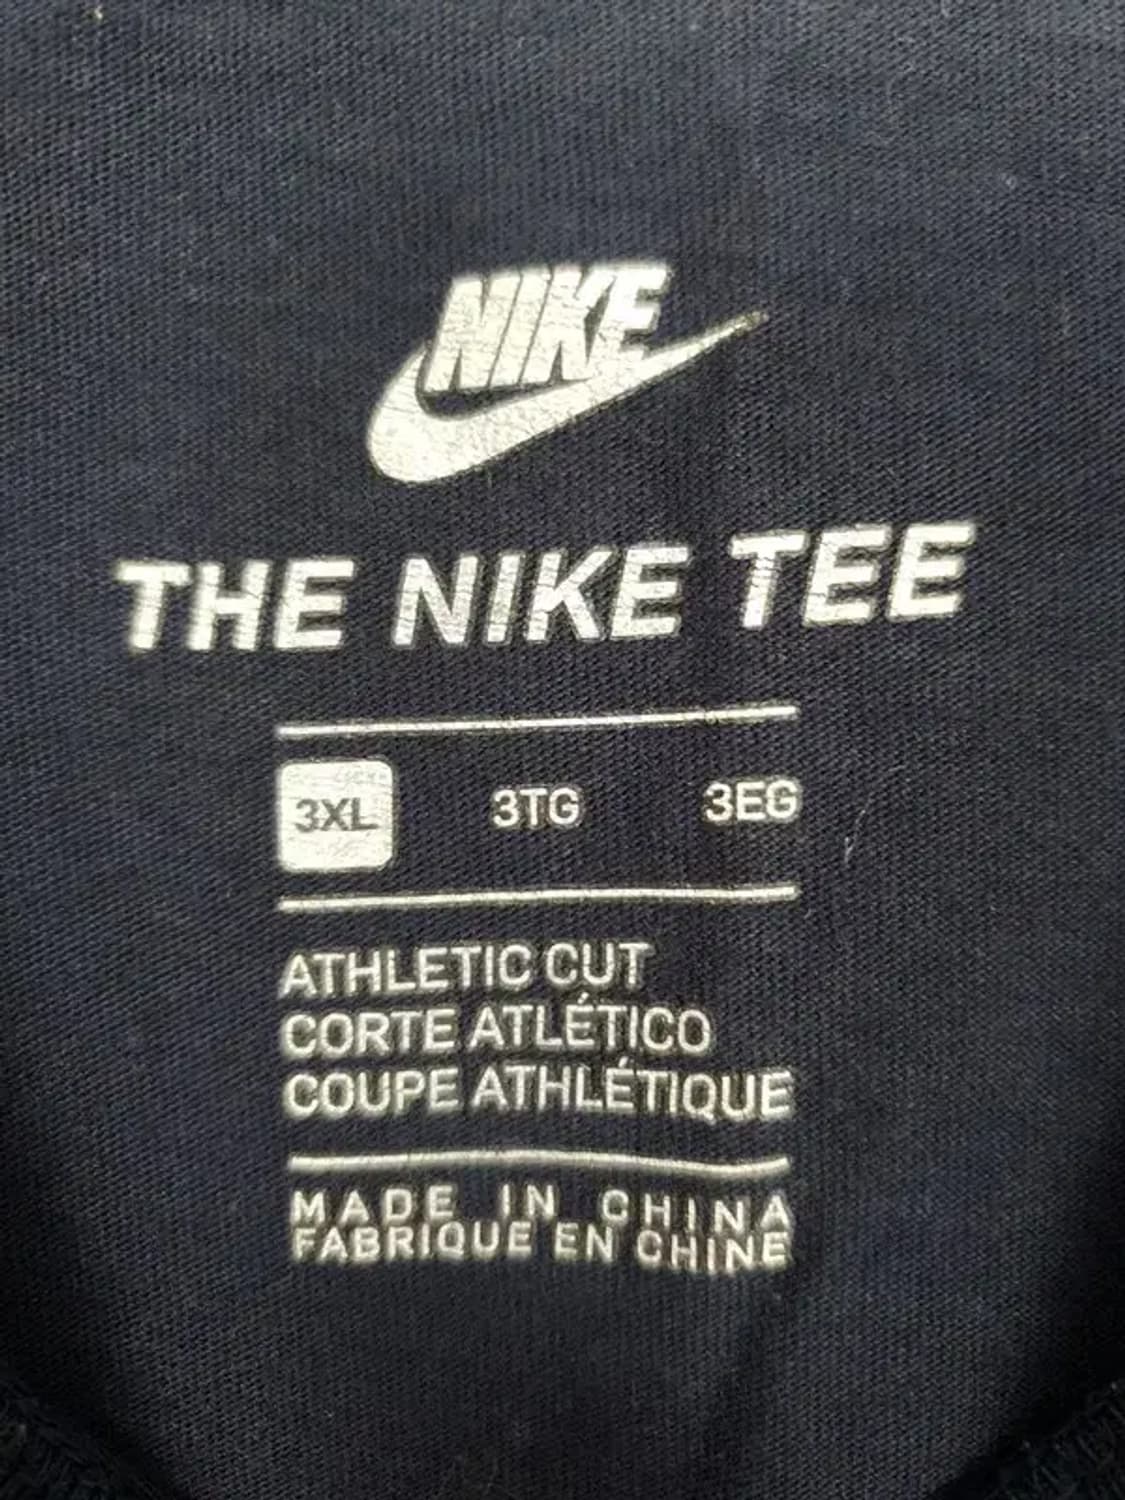 NIKE
THE NIKE TEE
3XL 3TG 3EG
ATHLETIC CUT
CORTE ATLÉTICO
COUPE ATHLÉTIQUE
MADE IN CHINA
FABRIQUE EN CHINE